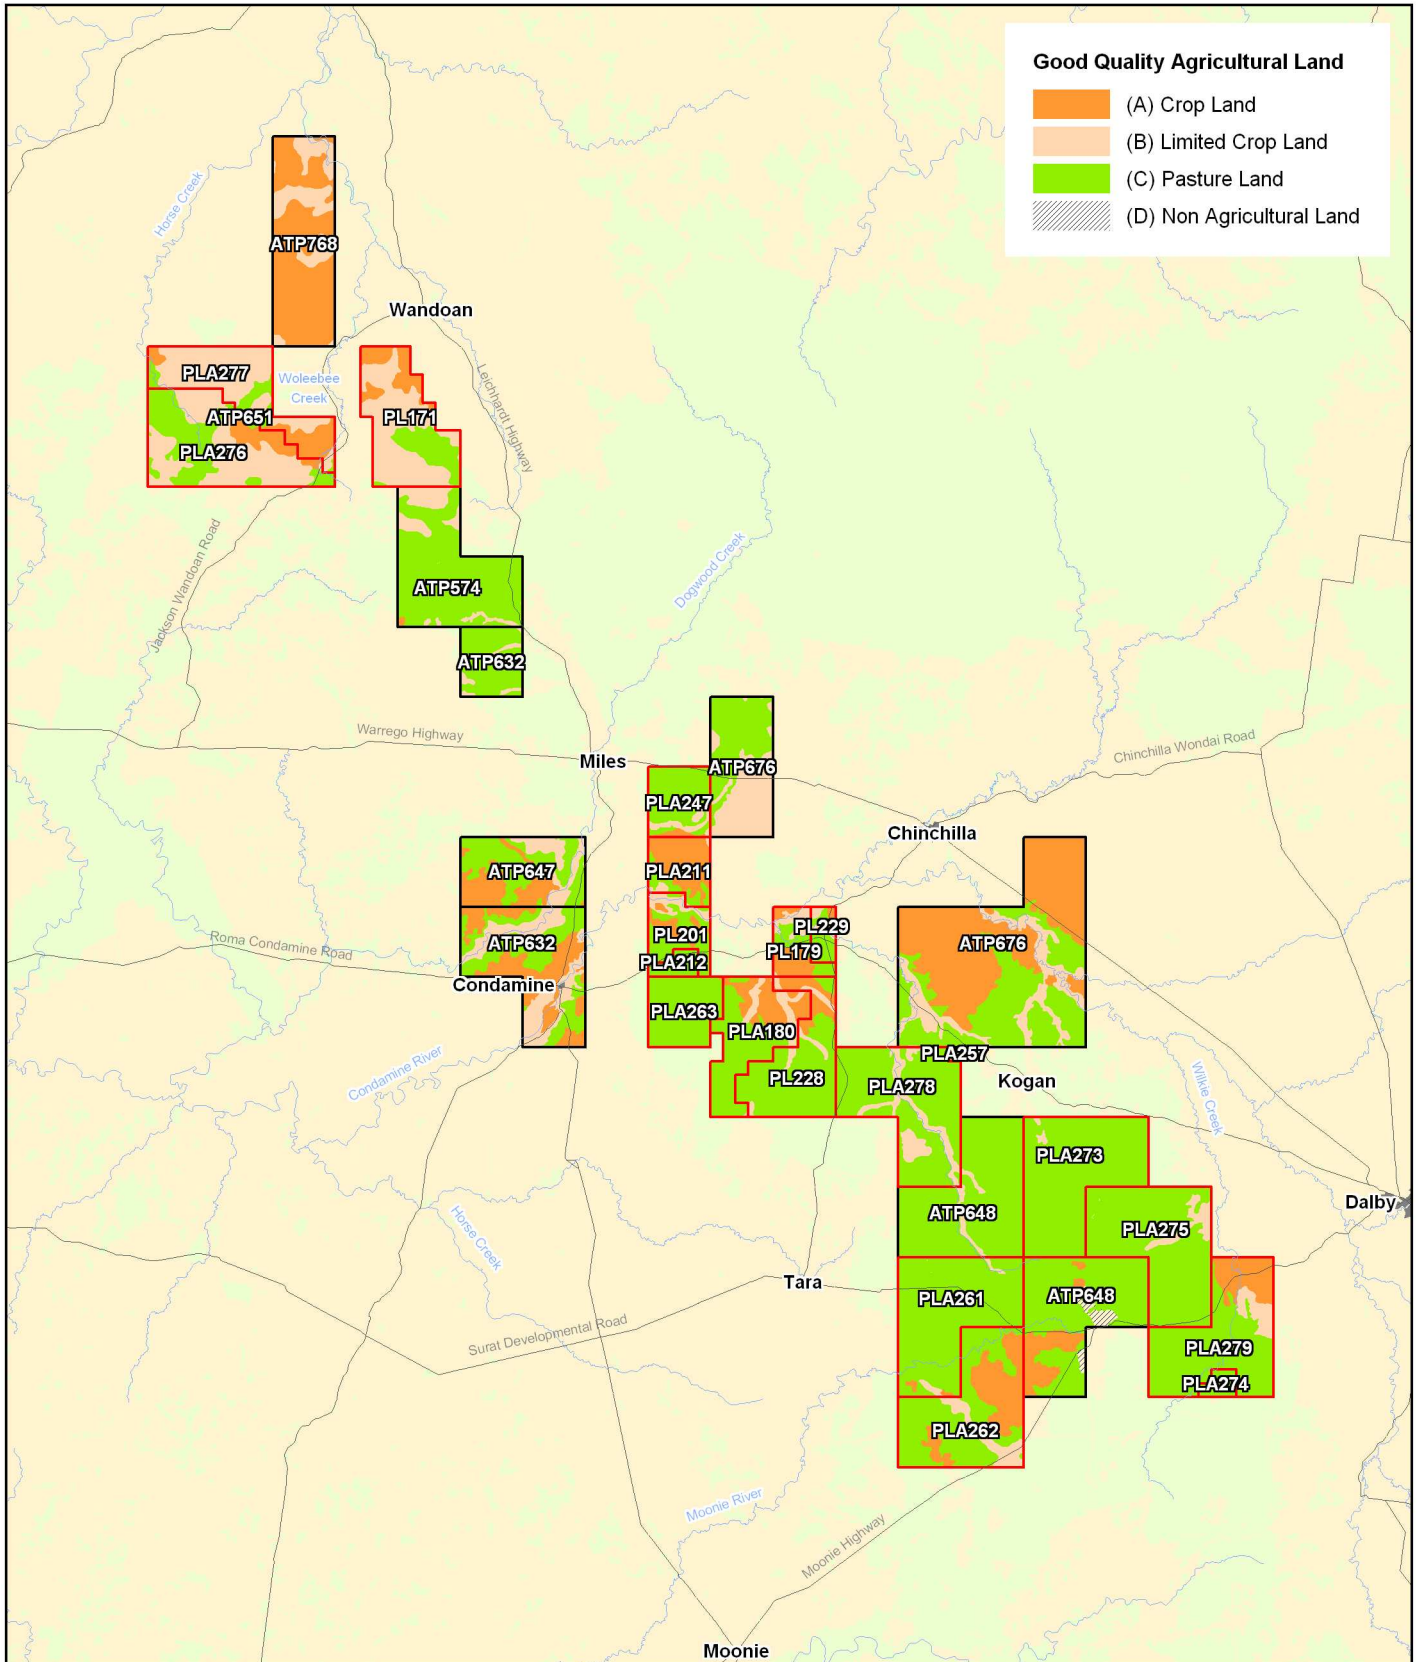 Good Quality Agricultural Land
(A) Crop Land
(B) Limited Crop Land
(C) Pasture Land
(D) Non Agricultural Land
Horse Creek
ATP768
Wandoan
PLA277
Woleebee
Creek
Leichhardt Highway
ATP651
PL171
PLA276
Jackson Wandoan Road
Dogwood Creek
ATP574
ATP632
Warrego Highway
Miles
Chinchilla Wondai Road
ATP676
PLA247
Chinchilla
ATP647
PLA211
Roma Condamine Road
ATP632
PL201
PL229
PL179
ATP676
PLA212
Condamine
PLA263
PLA180
Condamine River
PLA257
PL228
PLA278
Kogan
Wilkie Creek
PLA273
Dalby
ATP648
PLA275
Horse Creek
Tara
PLA261
ATP648
Surat Developmental Road
PLA279
PLA274
PLA262
Moonie River
Moonie Highway
Moonie